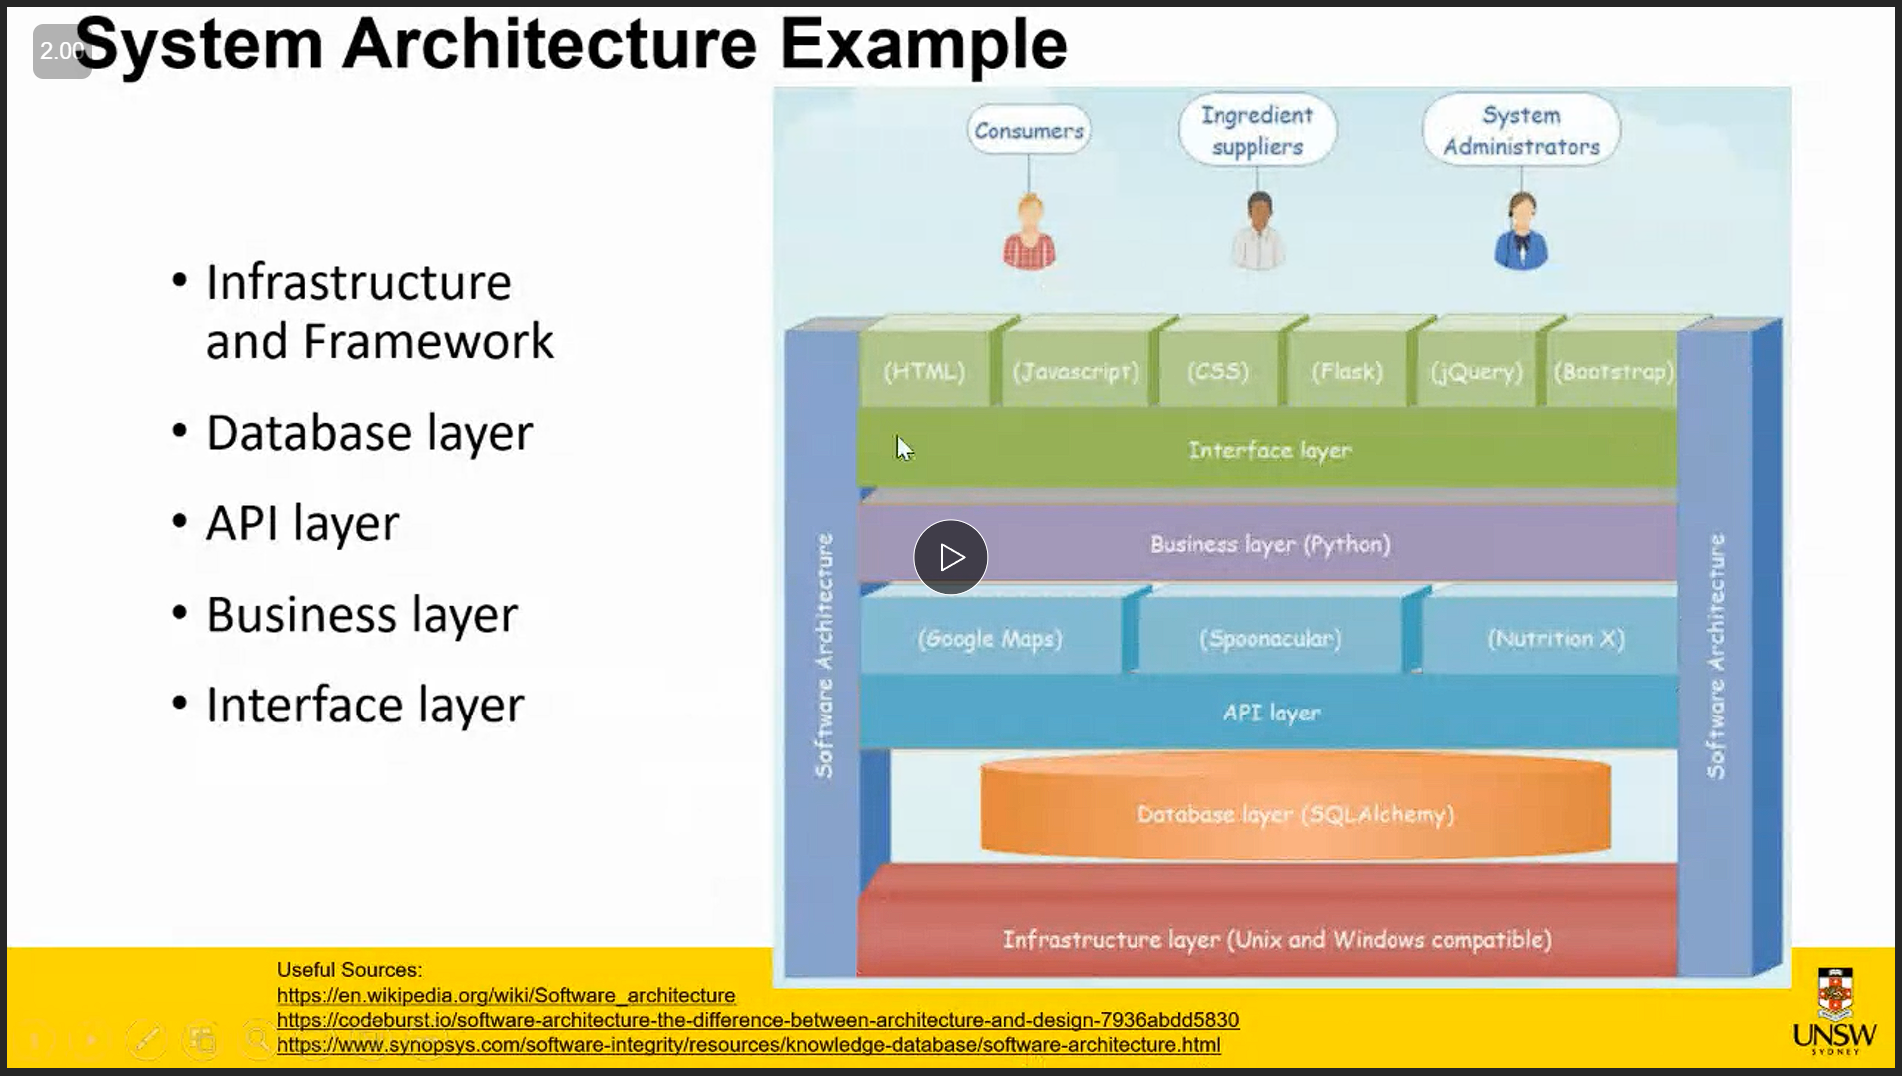 2.00
System Architecture Example
• Infrastructure
and Framework
• Database layer
• API layer
• Business layer
• Interface layer
Consumers
Ingredient
suppliers
System
Administrators
(HTML) (Javascript) (CSS) (Flask) (jQuery) (Bootstrap)
Interface layer
Business layer (Python)
(Google Maps) (Spoonacular) (Nutrition X)
API layer
Database layer (SQLAlchemy)
Infrastructure layer (Unix and Windows compatible)
Software Architecture
Software Architecture
Useful Sources:
https://en.wikipedia.org/wiki/Software_architecture
https://codeburst.io/software-architecture-the-difference-between-architecture-and-design-7936abdd5830
https://www.synopsys.com/software-integrity/resources/knowledge-database/software-architecture.html
UNSW
SYDNEY